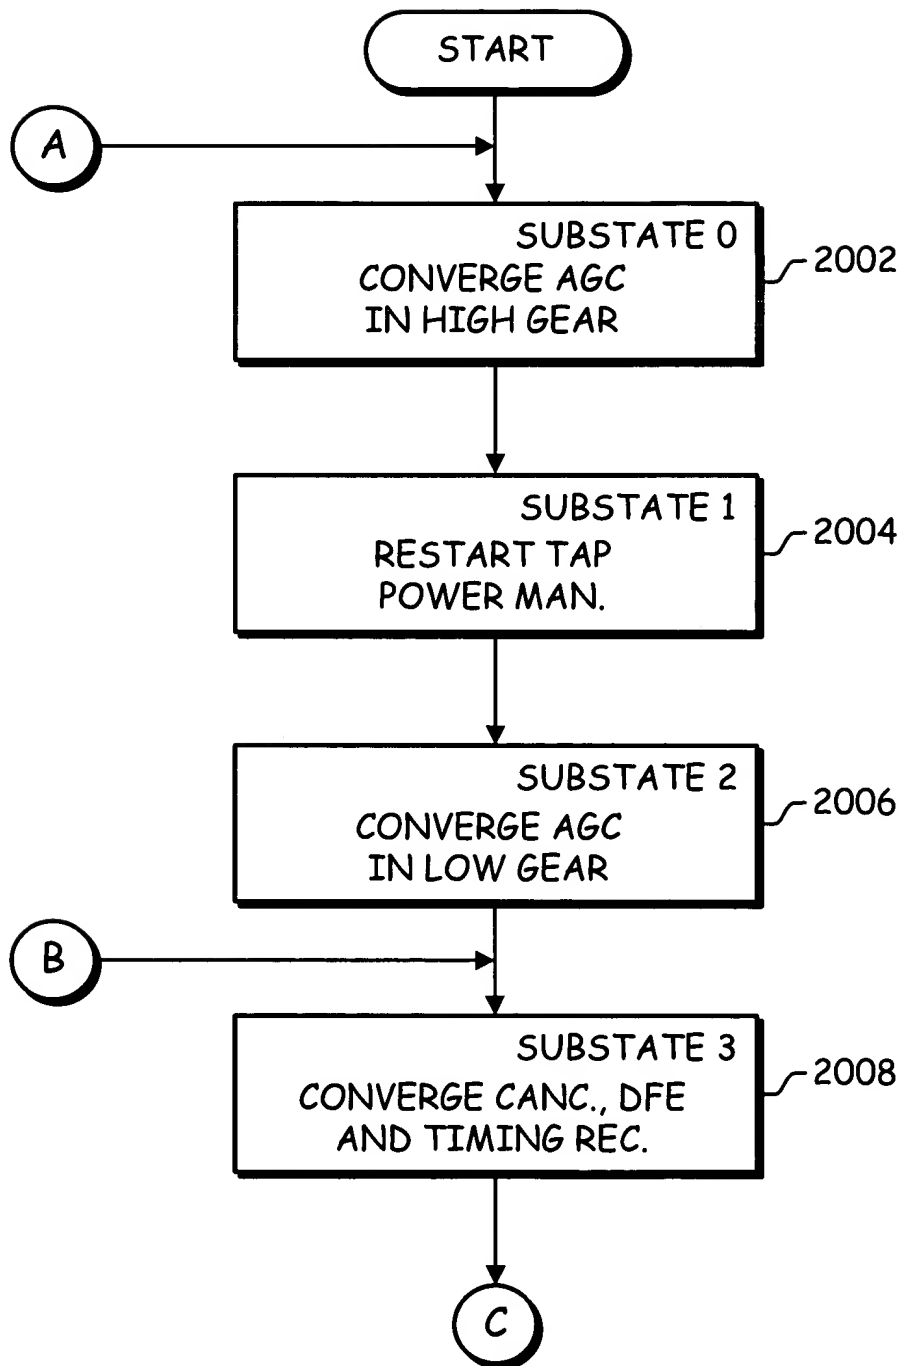 START
A
SUBSTATE 0
CONVERGE AGC
IN HIGH GEAR
2002
SUBSTATE 1
RESTART TAP
POWER MAN.
2004
SUBSTATE 2
CONVERGE AGC
IN LOW GEAR
2006
B
SUBSTATE 3
CONVERGE CANC., DFE
AND TIMING REC.
2008
C